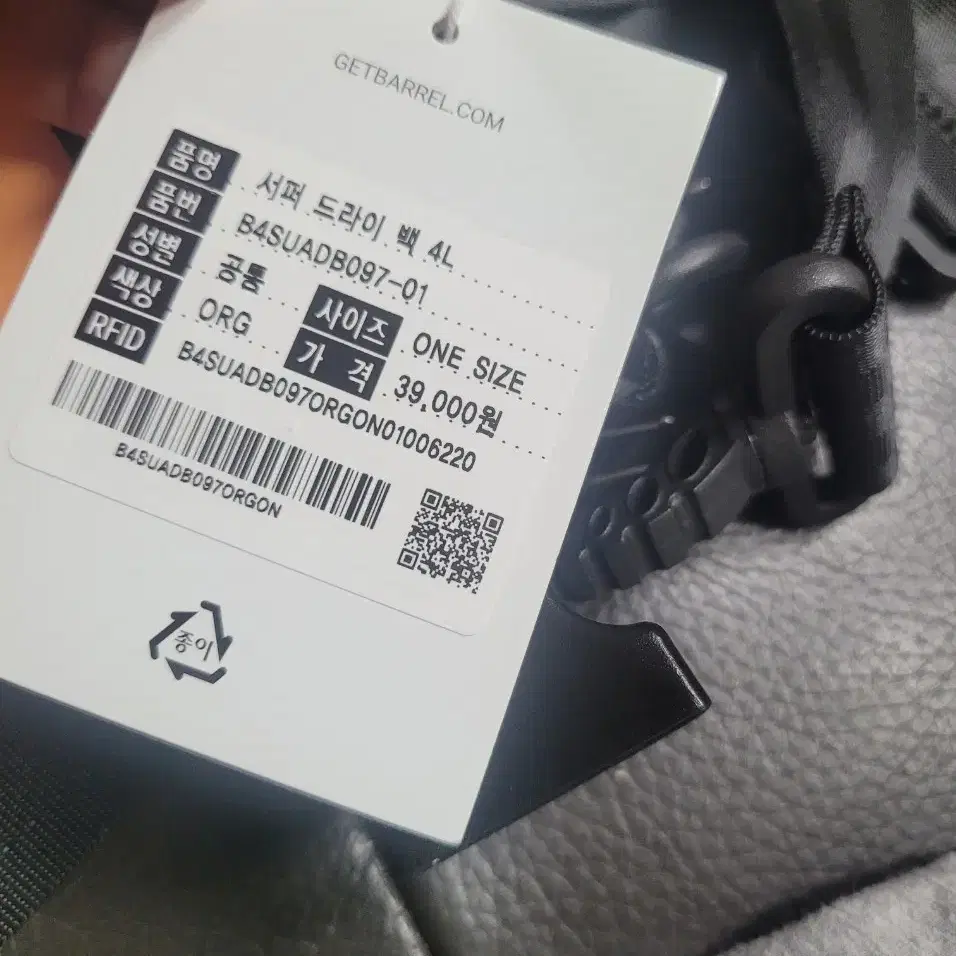 GETBARREL.COM
품명 서퍼 드라이 백 4L
품번 B4SUADB097-01
성별 공통 사이즈 ONE SIZE
색상 ORG 가격 39,000원
RFID B4SUADB097ORGON01006220
B4SUADB097ORGON
종이